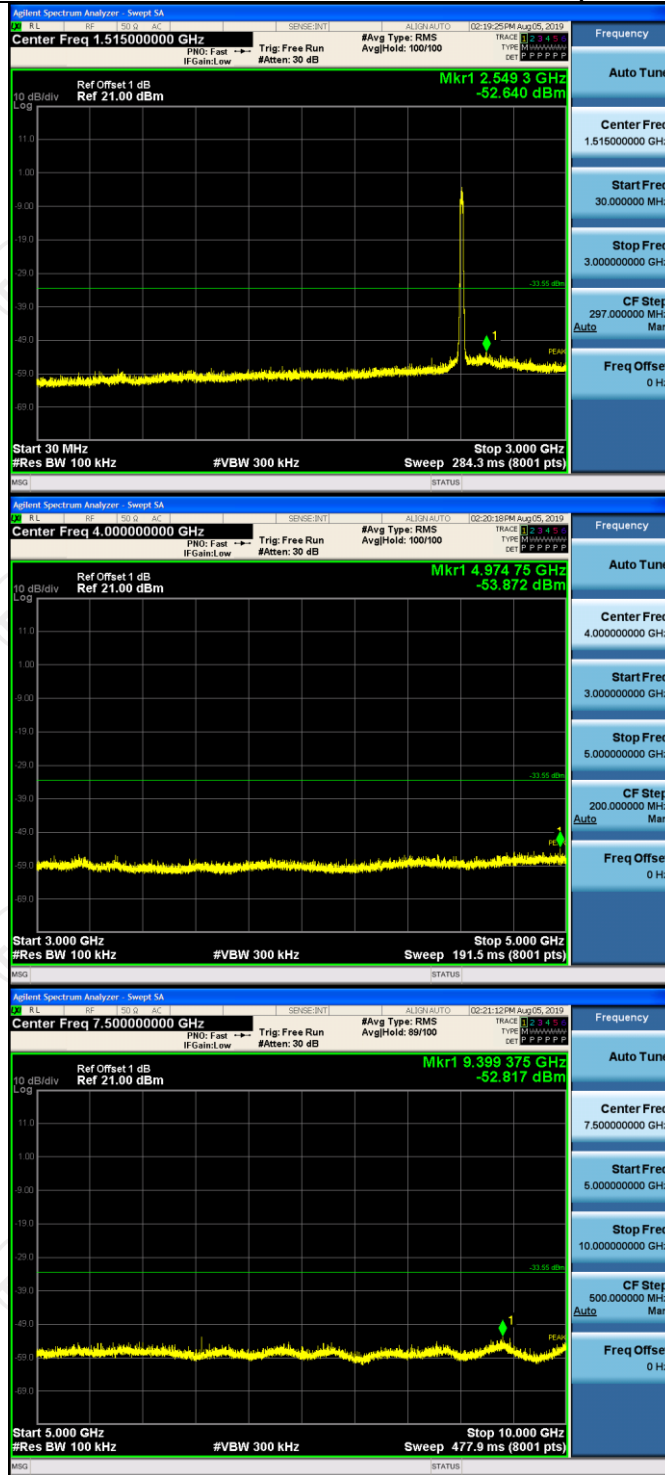 Agilent Spectrum Analyzer - Swept SA
RL RF 50 Ω AC SENSE:INT ALIGN AUTO 02:19:25 PM Aug 05, 2019
Center Freq 1.515000000 GHz #Avg Type: RMS TRACE 1 2 3 4 5 6
PNO: Fast Trig: Free Run Avg|Hold: 100/100 TYPE M
IFGain:Low #Atten: 30 dB DET P P P P P P
Frequency
Mkr1 2.549 3 GHz
Ref Offset 1 dB
10 dB/div Ref 21.00 dBm -52.640 dBm
Log
11.0
1.00
-9.00
-19.0
-29.0
-33.55 dBm
-39.0
-49.0
1
PEAK
-59.0
-69.0
Start 30 MHz Stop 3.000 GHz
#Res BW 100 kHz #VBW 300 kHz Sweep 284.3 ms (8001 pts)
MSG STATUS
Auto Tune
Center Freq
1.515000000 GHz
Start Freq
30.000000 MHz
Stop Freq
3.000000000 GHz
CF Step
297.000000 MHz
Auto Man
Freq Offset
0 Hz
Agilent Spectrum Analyzer - Swept SA
RL RF 50 Ω AC SENSE:INT ALIGN AUTO 02:20:18 PM Aug 05, 2019
Center Freq 4.000000000 GHz #Avg Type: RMS TRACE 1 2 3 4 5 6
PNO: Fast Trig: Free Run Avg|Hold: 100/100 TYPE M
IFGain:Low #Atten: 30 dB DET P P P P P P
Frequency
Mkr1 4.974 75 GHz
Ref Offset 1 dB
10 dB/div Ref 21.00 dBm -53.872 dBm
Log
11.0
1.00
-9.00
-19.0
-29.0
-33.55 dBm
-39.0
-49.0
1
-59.0
-69.0
Start 3.000 GHz Stop 5.000 GHz
#Res BW 100 kHz #VBW 300 kHz Sweep 191.5 ms (8001 pts)
MSG STATUS
Auto Tune
Center Freq
4.000000000 GHz
Start Freq
3.000000000 GHz
Stop Freq
5.000000000 GHz
CF Step
200.000000 MHz
Auto Man
Freq Offset
0 Hz
Agilent Spectrum Analyzer - Swept SA
RL RF 50 Ω AC SENSE:INT ALIGN AUTO 02:21:12 PM Aug 05, 2019
Center Freq 7.500000000 GHz #Avg Type: RMS TRACE 1 2 3 4 5 6
PNO: Fast Trig: Free Run Avg|Hold: 89/100 TYPE M
IFGain:Low #Atten: 30 dB DET P P P P P P
Frequency
Mkr1 9.399 375 GHz
Ref Offset 1 dB
10 dB/div Ref 21.00 dBm -52.817 dBm
Log
11.0
1.00
-9.00
-19.0
-29.0
-33.55 dBm
-39.0
-49.0
1
PEAK
-59.0
-69.0
Start 5.000 GHz Stop 10.000 GHz
#Res BW 100 kHz #VBW 300 kHz Sweep 477.9 ms (8001 pts)
MSG STATUS
Auto Tune
Center Freq
7.500000000 GHz
Start Freq
5.000000000 GHz
Stop Freq
10.000000000 GHz
CF Step
500.000000 MHz
Auto Man
Freq Offset
0 Hz